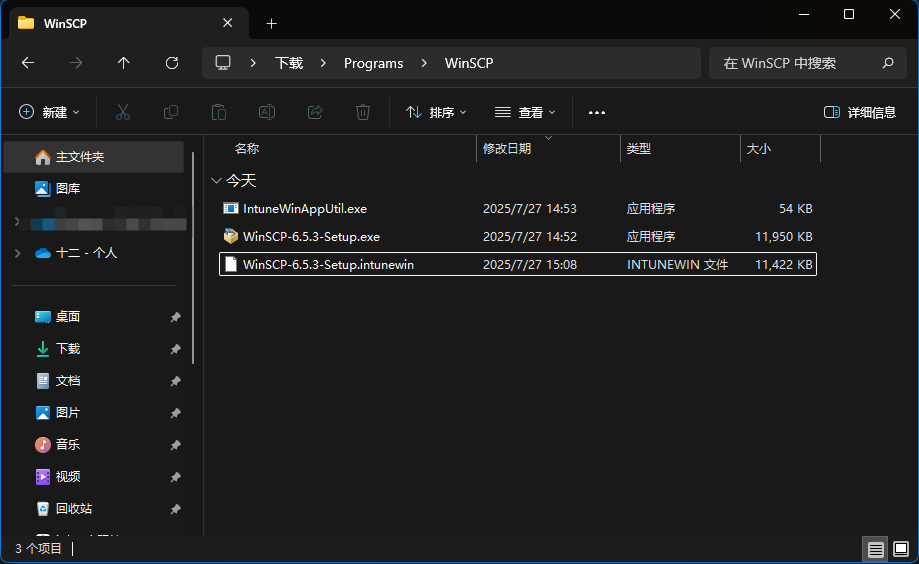 WinSCP
下载 Programs WinSCP
在 WinSCP 中搜索
新建 排序 查看 详细信息
主文件夹
图库
十二 - 个人
桌面
下载
文档
图片
音乐
视频
回收站
名称 修改日期 类型 大小
今天
IntuneWinAppUtil.exe 2025/7/27 14:53 应用程序 54 KB
WinSCP-6.5.3-Setup.exe 2025/7/27 14:52 应用程序 11,950 KB
WinSCP-6.5.3-Setup.intunewin 2025/7/27 15:08 INTUNEWIN 文件 11,422 KB
3 个项目